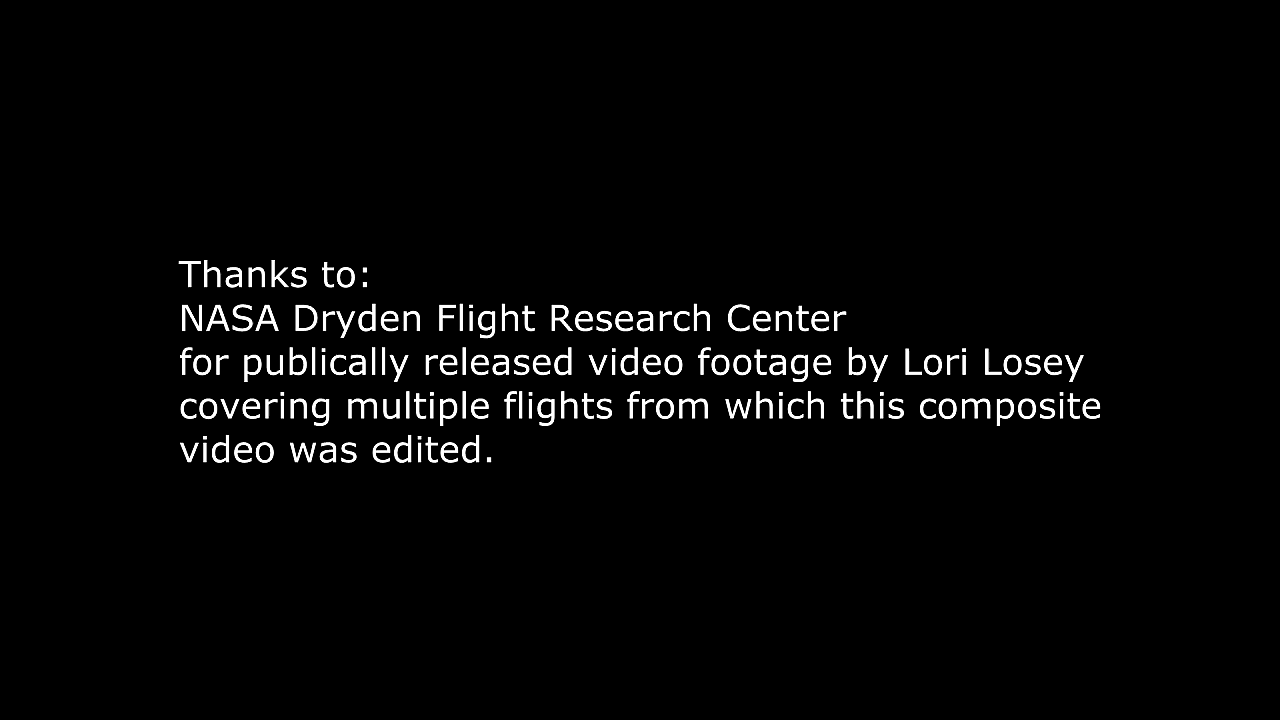 Thanks to:
NASA Dryden Flight Research Center
for publically released video footage by Lori Losey
covering multiple flights from which this composite
video was edited.